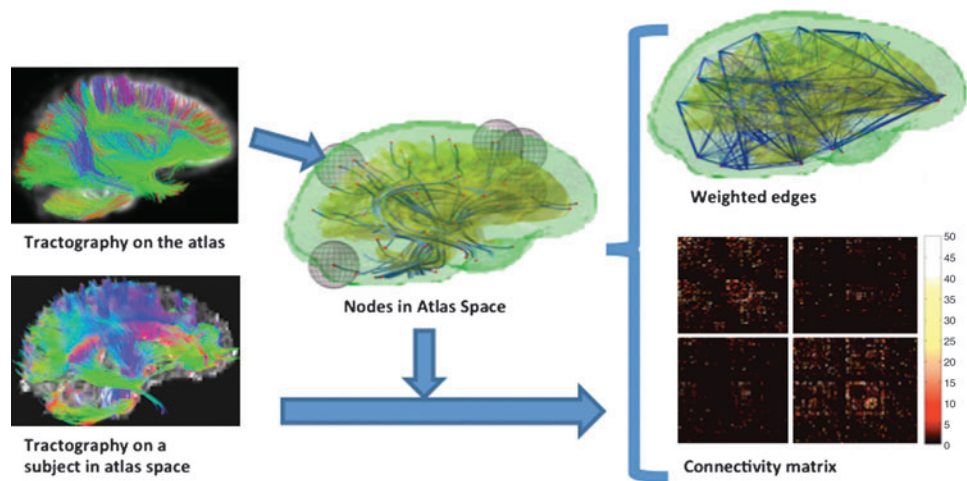 Tractography on the atlas
Tractography on a
subject in atlas space
Nodes in Atlas Space
Weighted edges
50
45
40
35
30
25
20
15
10
5
0
Connectivity matrix